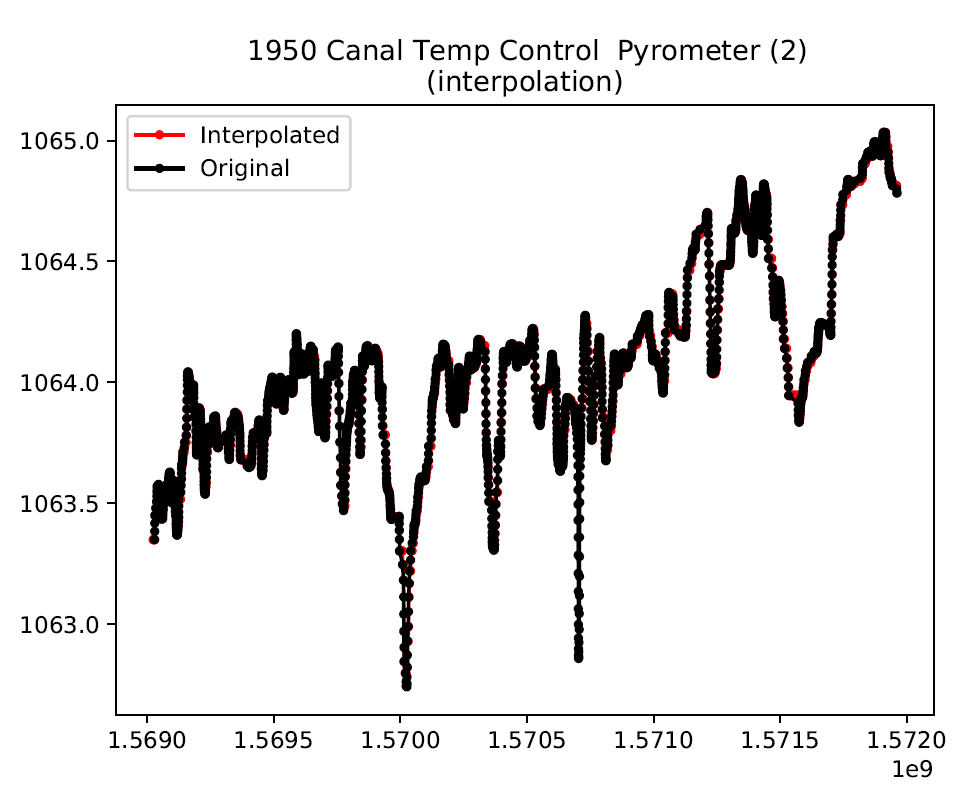 1950 Canal Temp Control  Pyrometer (2)
(interpolation)
Interpolated
Original
1065.0
1064.5
1064.0
1063.5
1063.0
1.5690 1.5695 1.5700 1.5705 1.5710 1.5715 1.5720
1e9